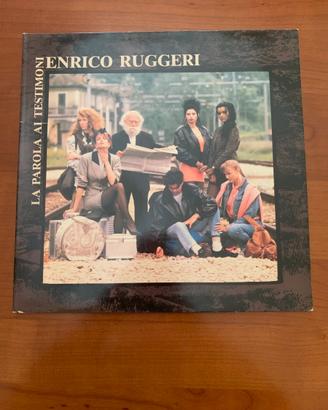 ENRICO RUGGERI
LA PAROLA AI TESTIMONI